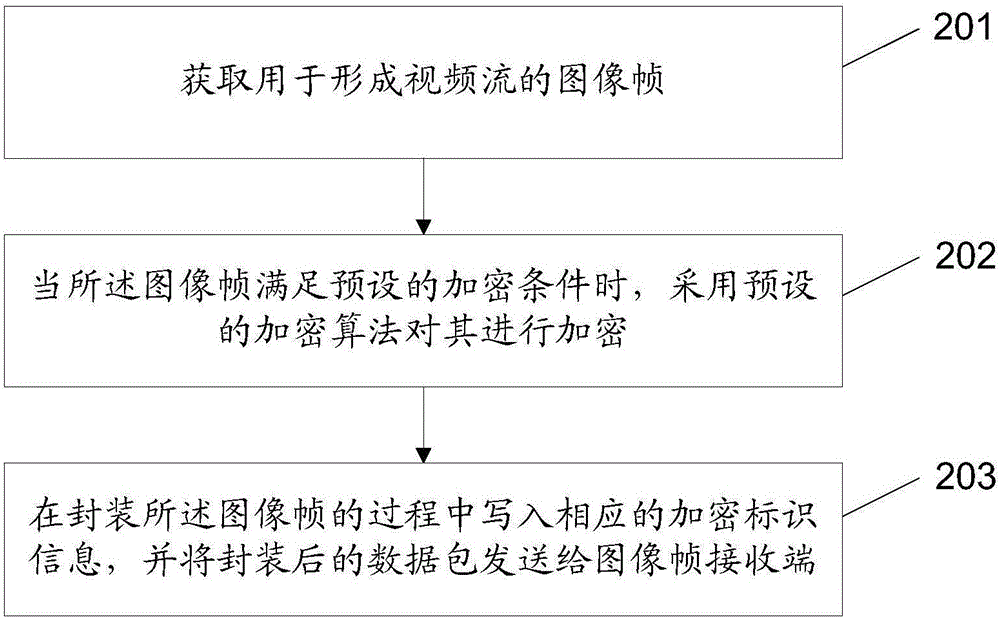 201
获取用于形成视频流的图像帧
202
当所述图像帧满足预设的加密条件时，采用预设
的加密算法对其进行加密
203
在封装所述图像帧的过程中写入相应的加密标识
信息，并将封装后的数据包发送给图像帧接收端